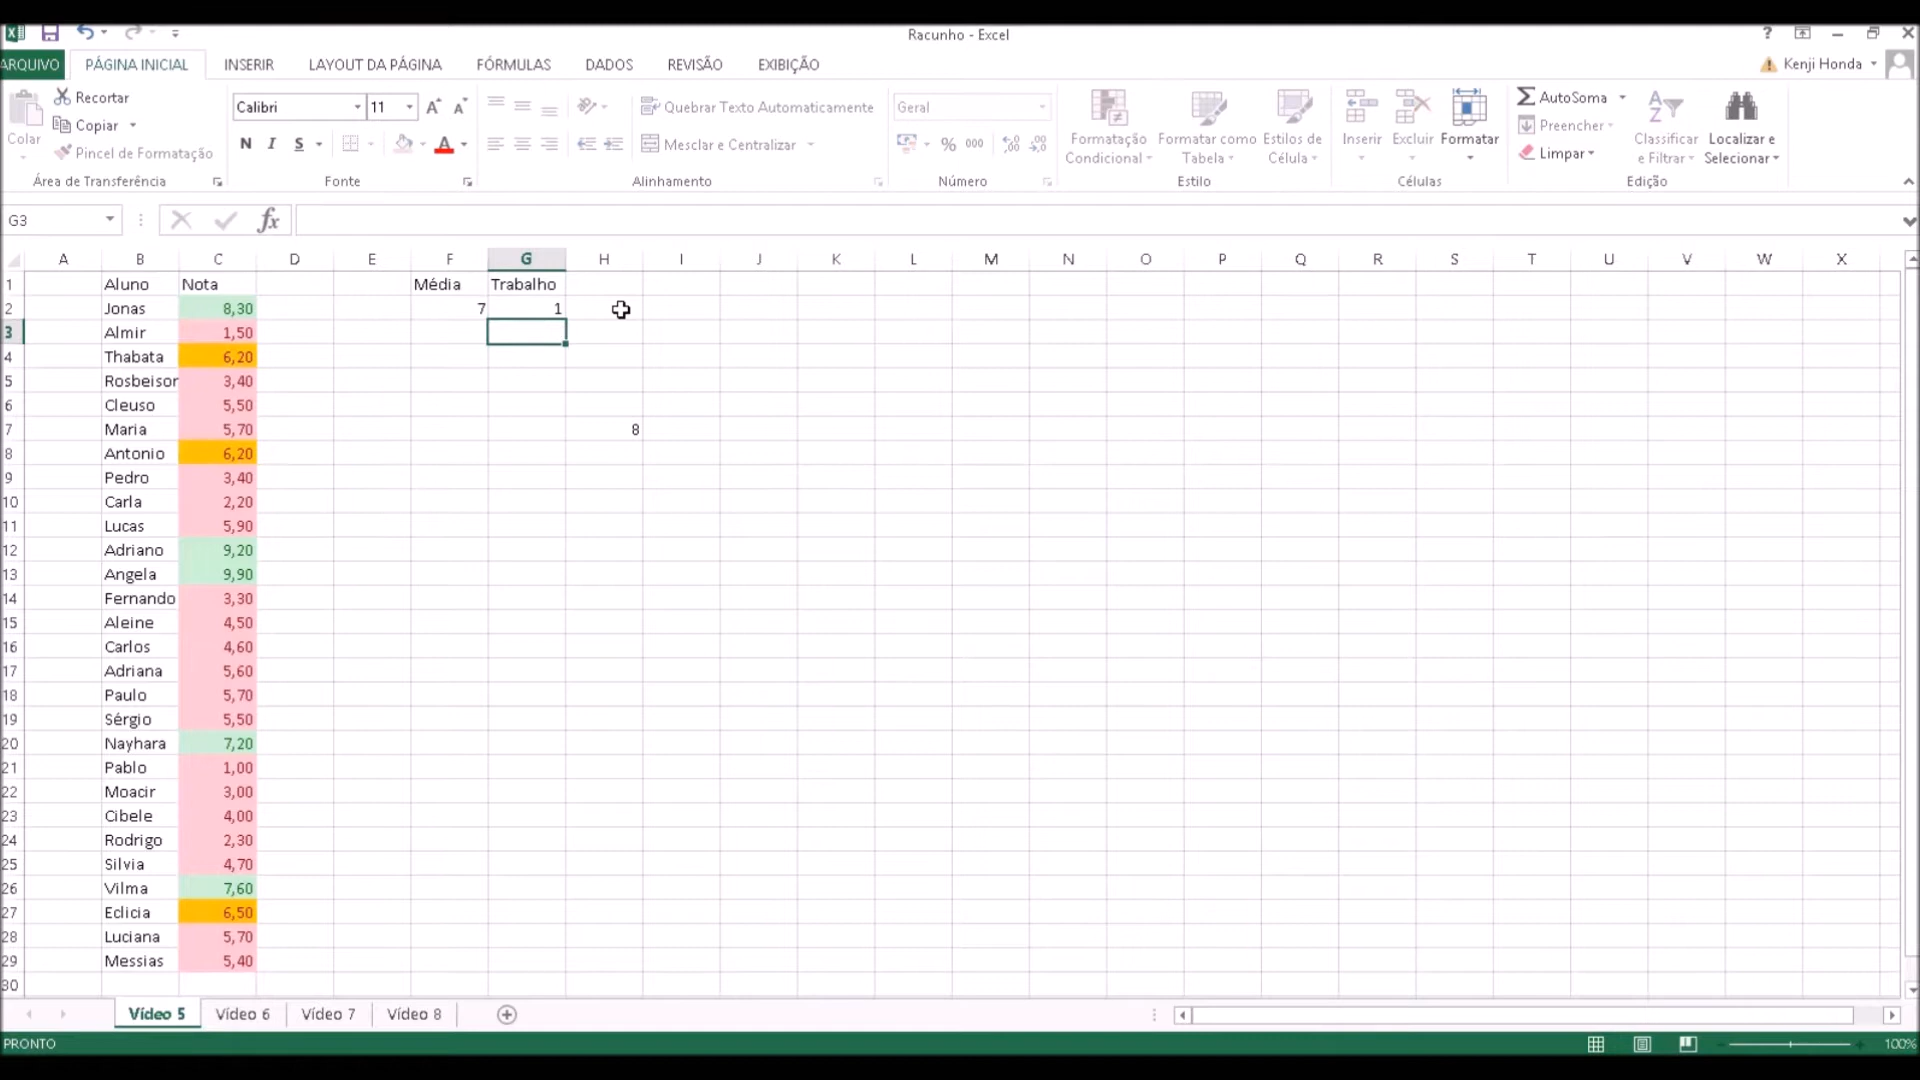 Racunho - Excel
?
ARQUIVO PÁGINA INICIAL INSERIR LAYOUT DA PÁGINA FÓRMULAS DADOS REVISÃO EXIBIÇÃO Kenji Honda
Colar Recortar Calibri 11 Quebrar Texto Automaticamente Geral Formatação Condicional Formatar como Tabela Estilos de Célula Inserir Excluir Formatar AutoSoma Classificar e Filtrar Localizar e Selecionar
Copiar N I S A Mesclar e Centralizar % 000 Preencher
Pincel de Formatação Limpar
Área de Transferência Fonte Alinhamento Número Estilo Células Edição
G3 fx
A B C D E F G H I J K L M N O P Q R S T U V W X
1 Aluno Nota Média Trabalho
2 Jonas 8,30 7 1
3 Almir 1,50
4 Thabata 6,20
5 Rosbeisor 3,40
6 Cleuso 5,50
7 Maria 5,70 8
8 Antonio 6,20
9 Pedro 3,40
10 Carla 2,20
11 Lucas 5,90
12 Adriano 9,20
13 Angela 9,90
14 Fernando 3,30
15 Aleine 4,50
16 Carlos 4,60
17 Adriana 5,60
18 Paulo 5,70
19 Sérgio 5,50
20 Nayhara 7,20
21 Pablo 1,00
22 Moacir 3,00
23 Cibele 4,00
24 Rodrigo 2,30
25 Silvia 4,70
26 Vilma 7,60
27 Eclicia 6,50
28 Luciana 5,70
29 Messias 5,40
30
Vídeo 5 Vídeo 6 Vídeo 7 Vídeo 8
PRONTO 100%